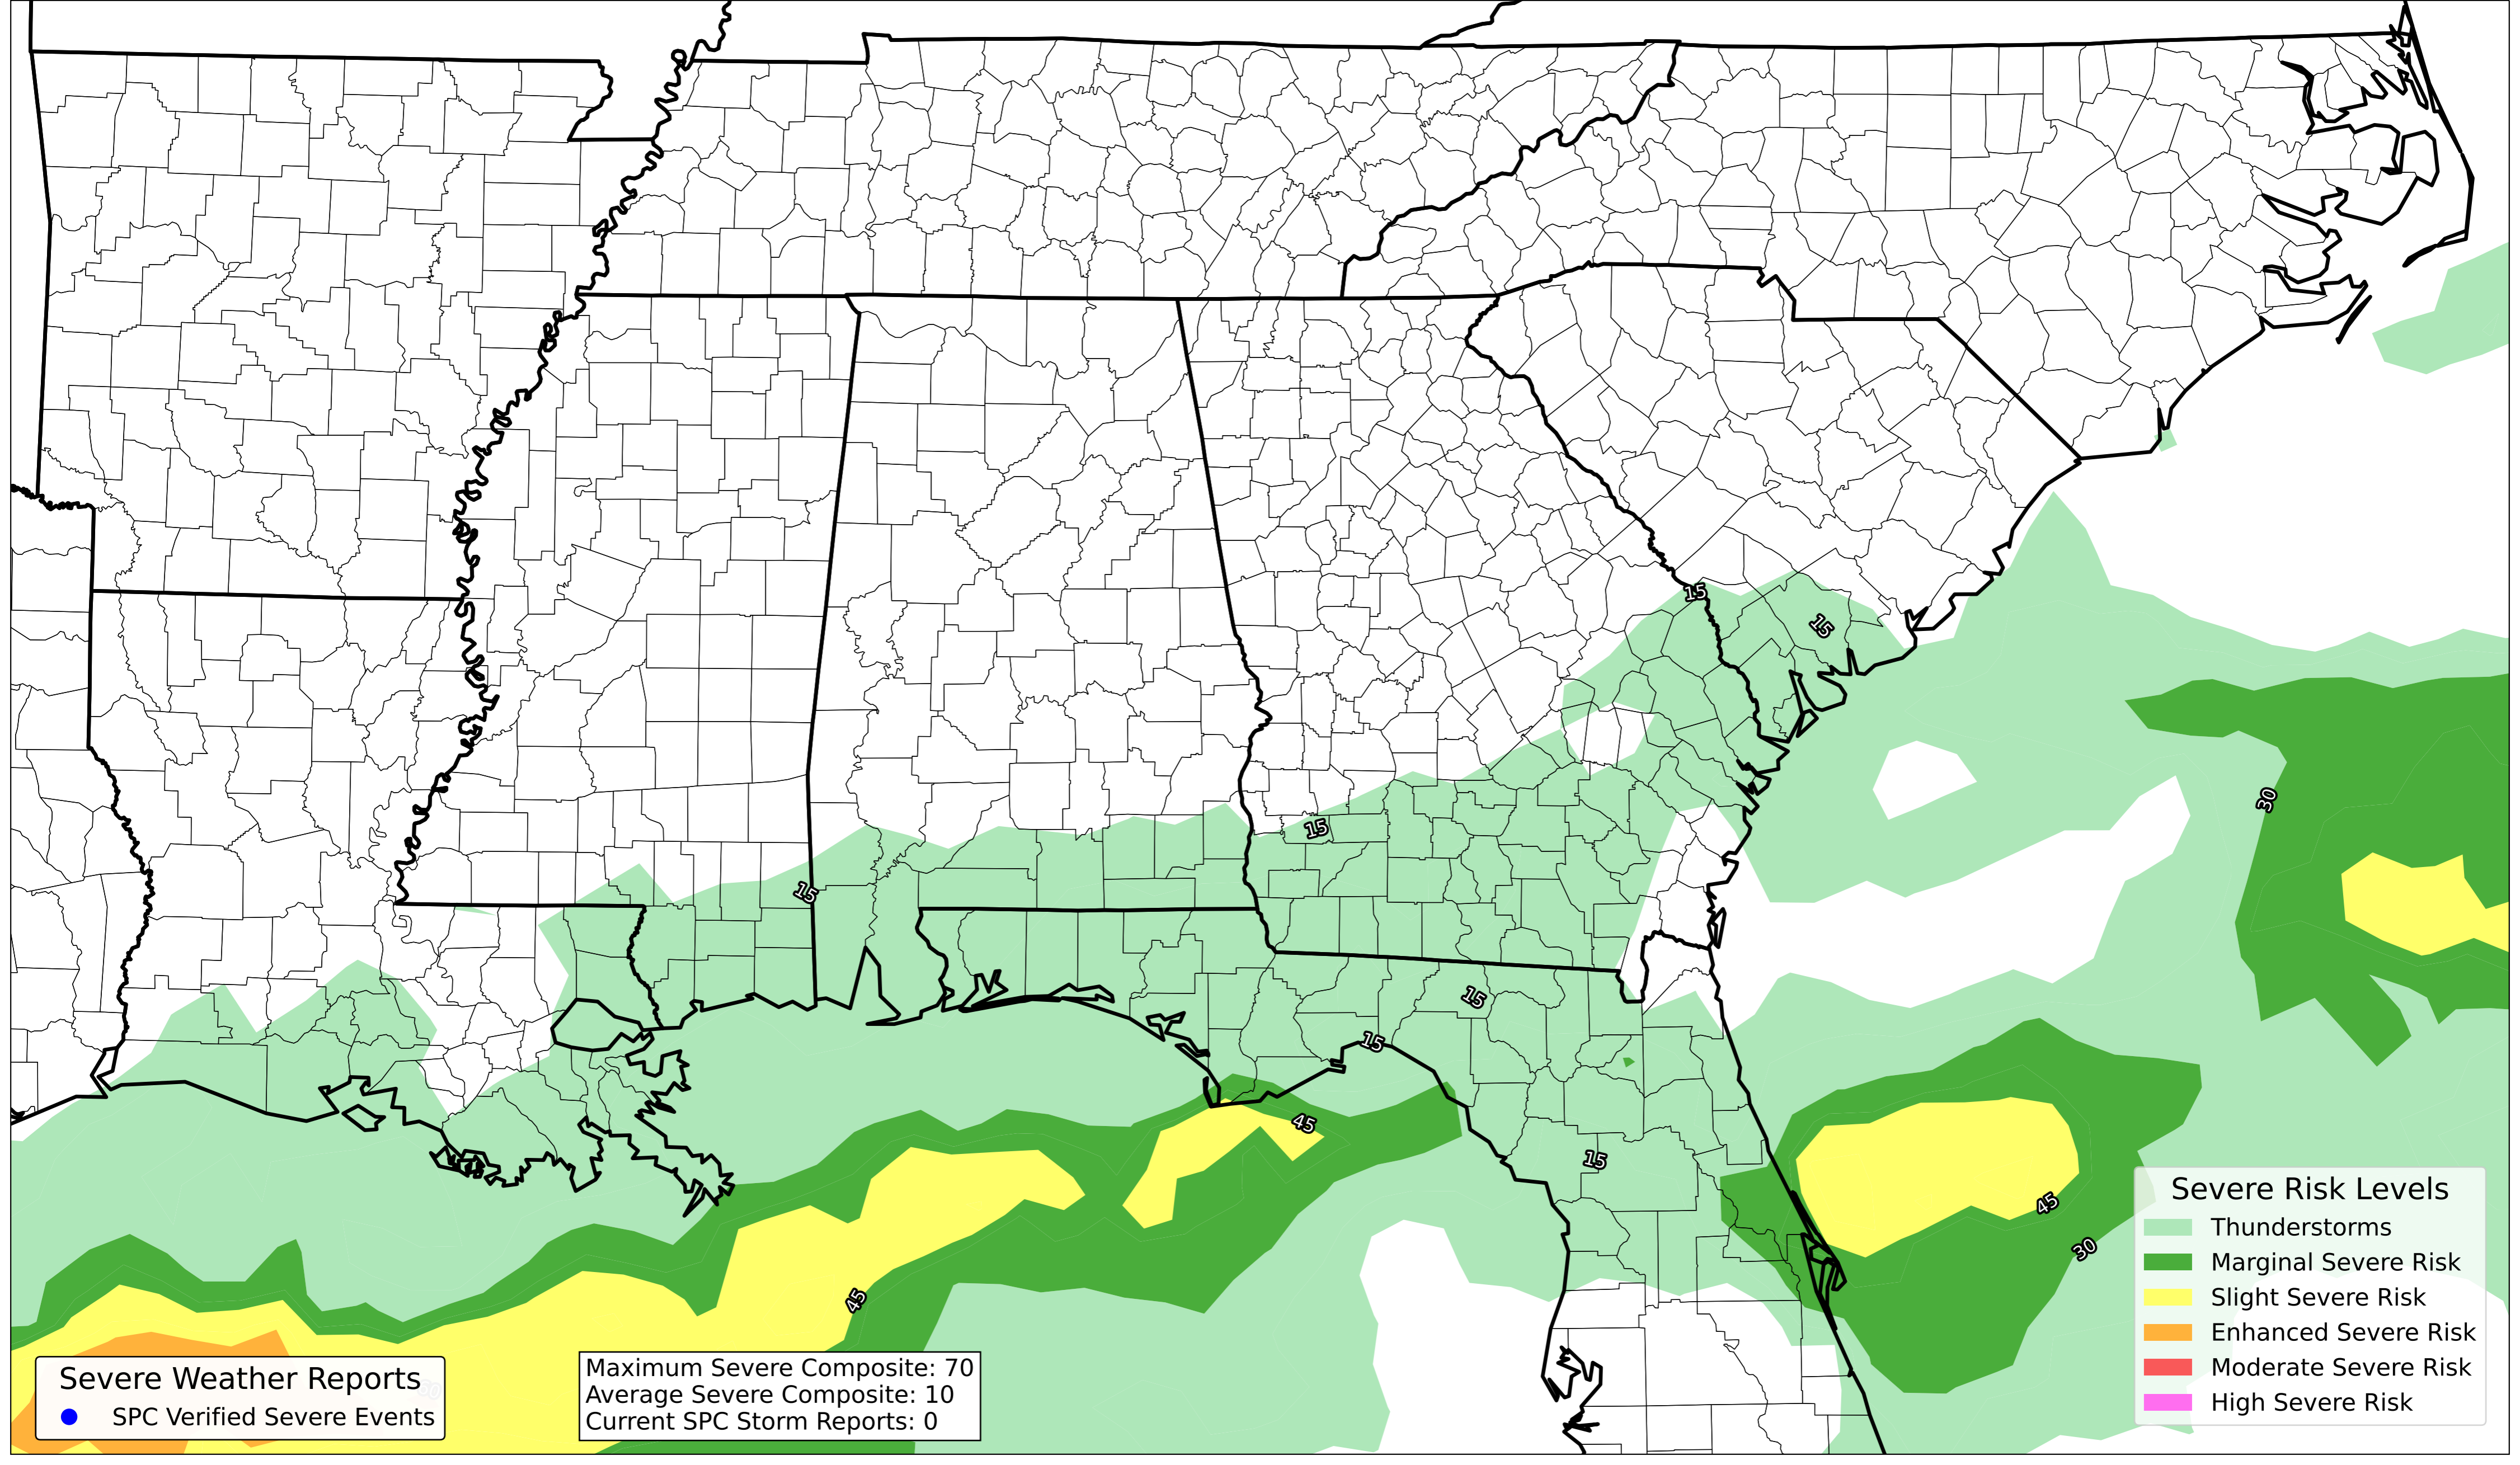 15
15
30
15
15
15
15
45
15
45
30
45
Severe Risk Levels
Thunderstorms
Marginal Severe Risk
Slight Severe Risk
Enhanced Severe Risk
Moderate Severe Risk
High Severe Risk
Severe Weather Reports
SPC Verified Severe Events
Maximum Severe Composite: 70
Average Severe Composite: 10
Current SPC Storm Reports: 0